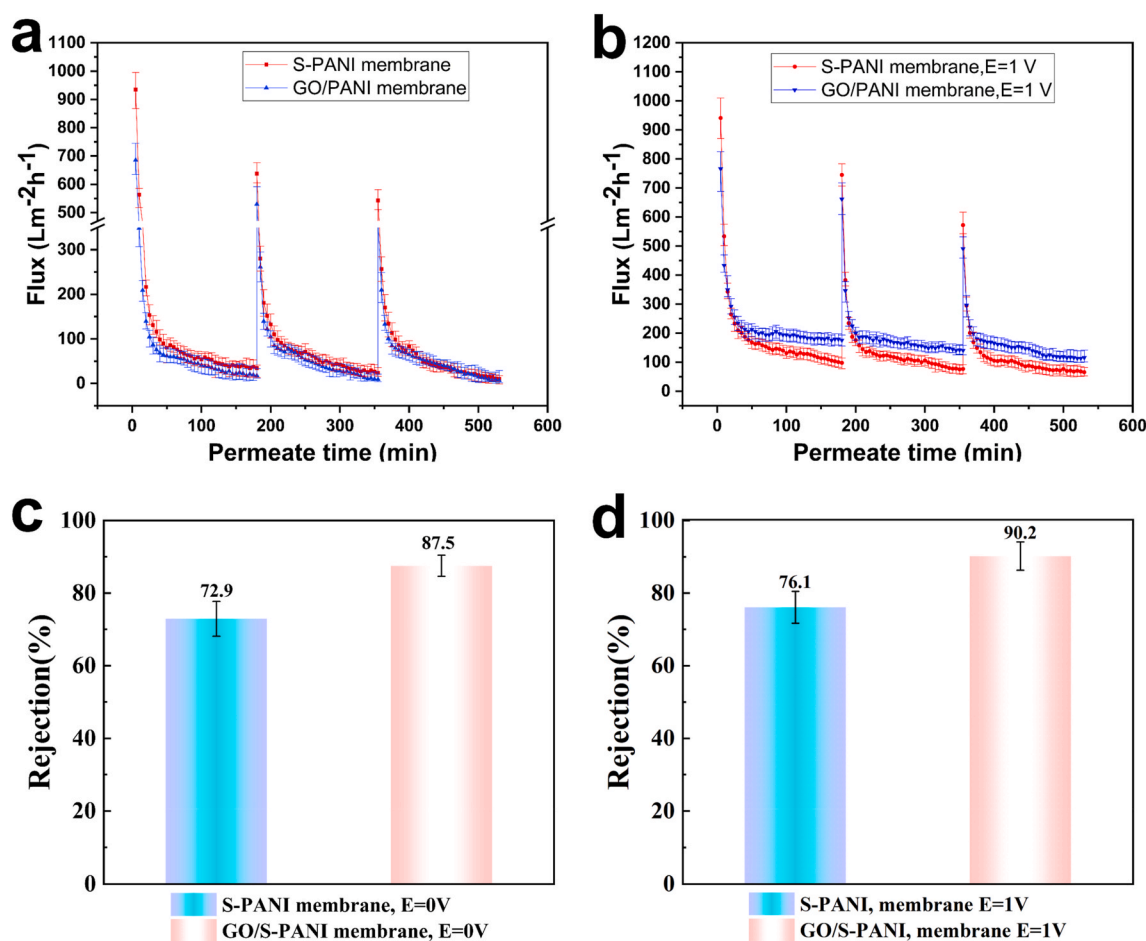 a
1100
1000
900
800
700
600
500
300
200
100
0
Flux (Lm-2h-1)
S-PANI membrane
GO/PANI membrane
0 100 200 300 400 500 600
Permeate time (min)
b
1200
1100
1000
900
800
700
600
500
400
300
200
100
0
Flux (Lm-2h-1)
S-PANI membrane,E=1 V
GO/PANI membrane,E=1 V
0 100 200 300 400 500 600
Permeate time (min)
c
100
80
60
40
20
0
Rejection(%)
72.9
87.5
S-PANI membrane, E=0V
GO/S-PANI membrane, E=0V
d
100
80
60
40
20
0
Rejection(%)
76.1
90.2
S-PANI, membrane E=1V
GO/S-PANI, membrane E=1V